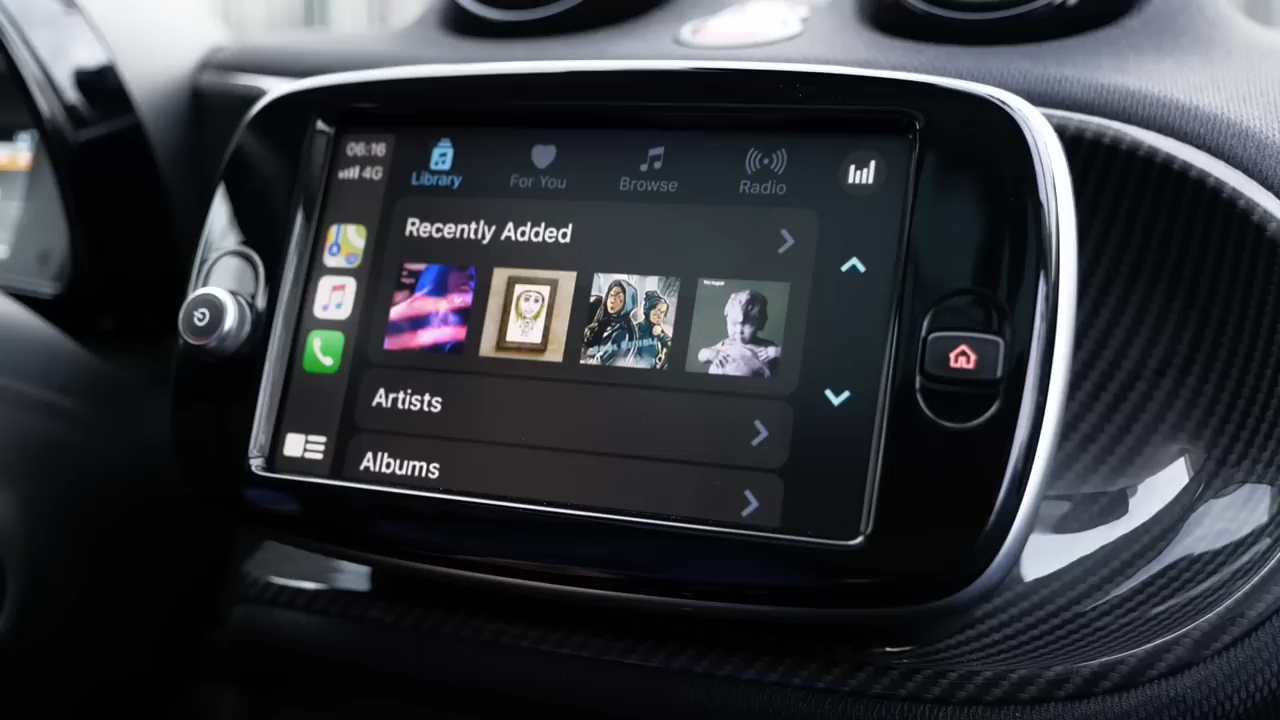 06:16
4G
Library
For You
Browse
Radio
Recently Added
Artists
Albums